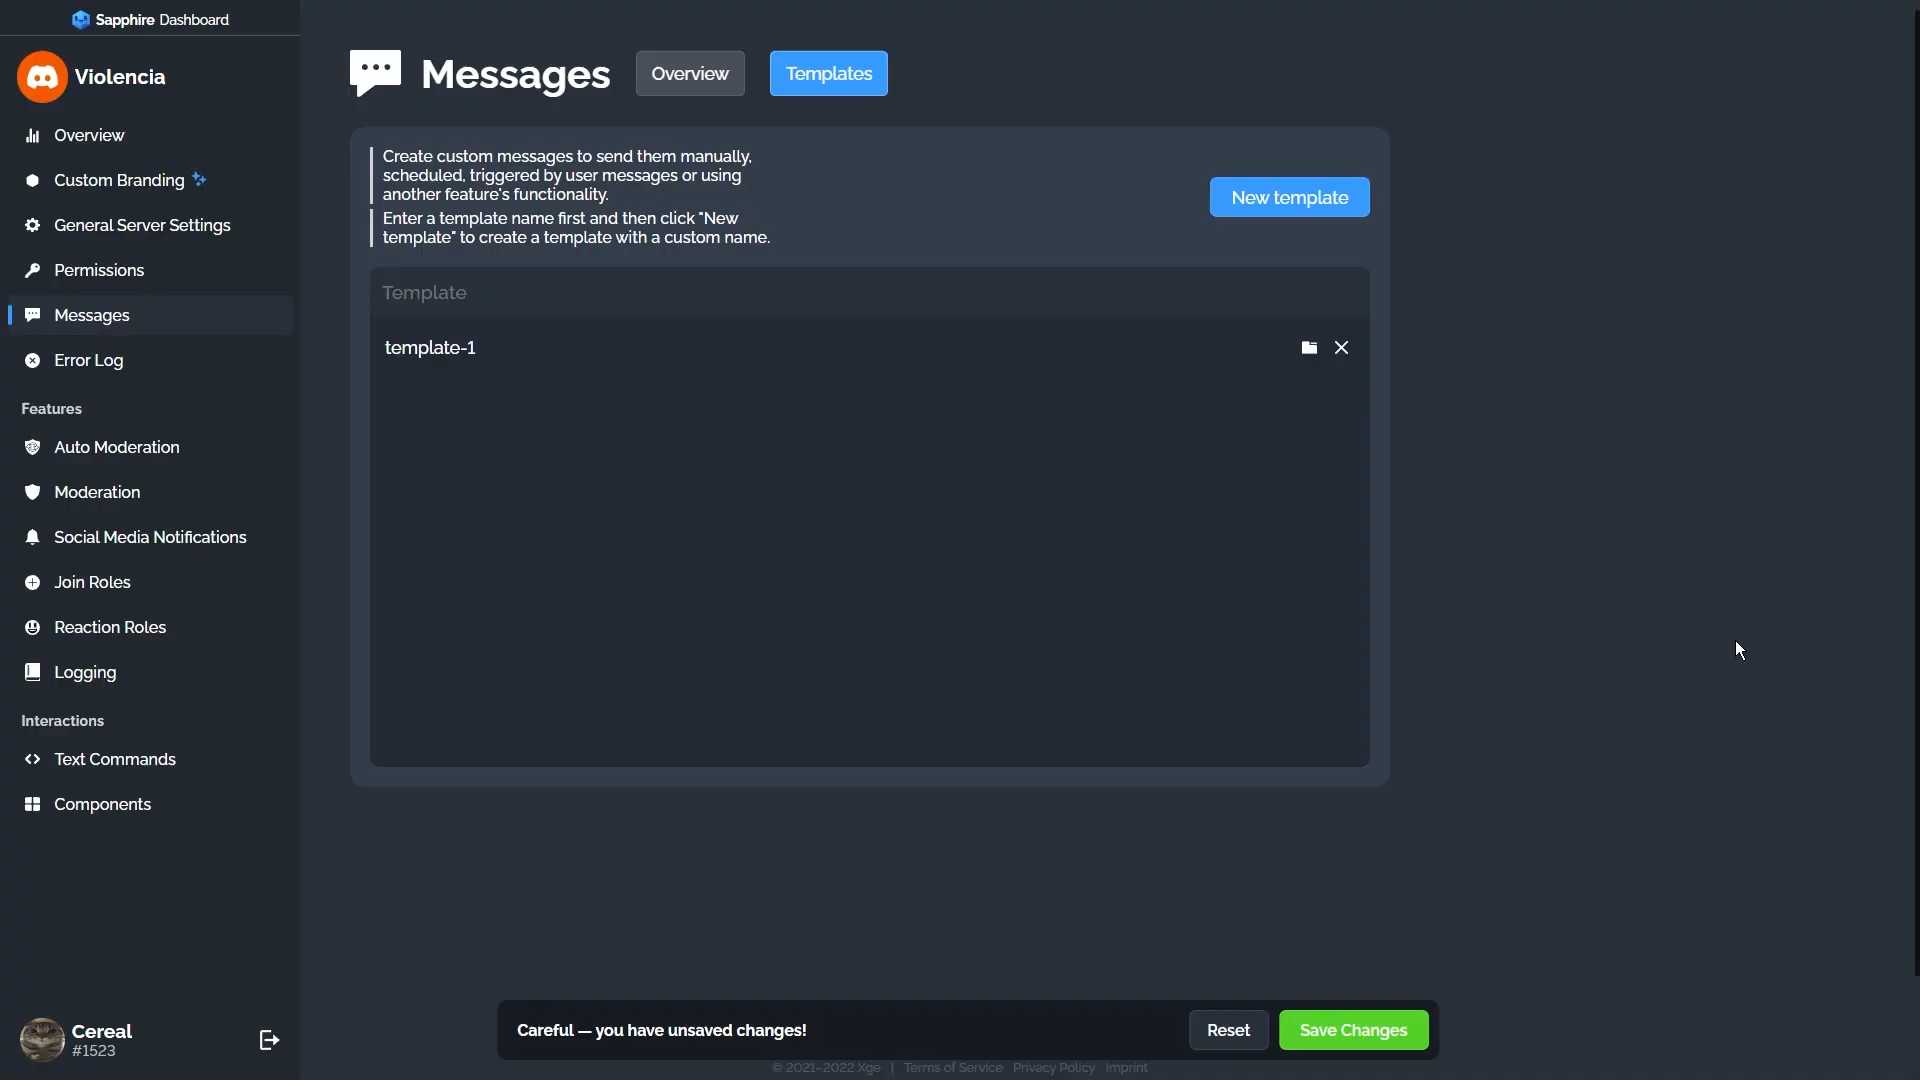 Sapphire Dashboard
Violencia
Overview
Custom Branding
General Server Settings
Permissions
Messages
Error Log
Features
Auto Moderation
Moderation
Social Media Notifications
Join Roles
Reaction Roles
Logging
Interactions
Text Commands
Components
Cereal
#1523
Messages
Overview
Templates
Create custom messages to send them manually,
scheduled, triggered by user messages or using
another feature's functionality.
Enter a template name first and then click "New
template" to create a template with a custom name.
New template
Template
template-1
Careful — you have unsaved changes!
Reset
Save Changes
© 2021–2022 Xge | Terms of Service Privacy Policy Imprint